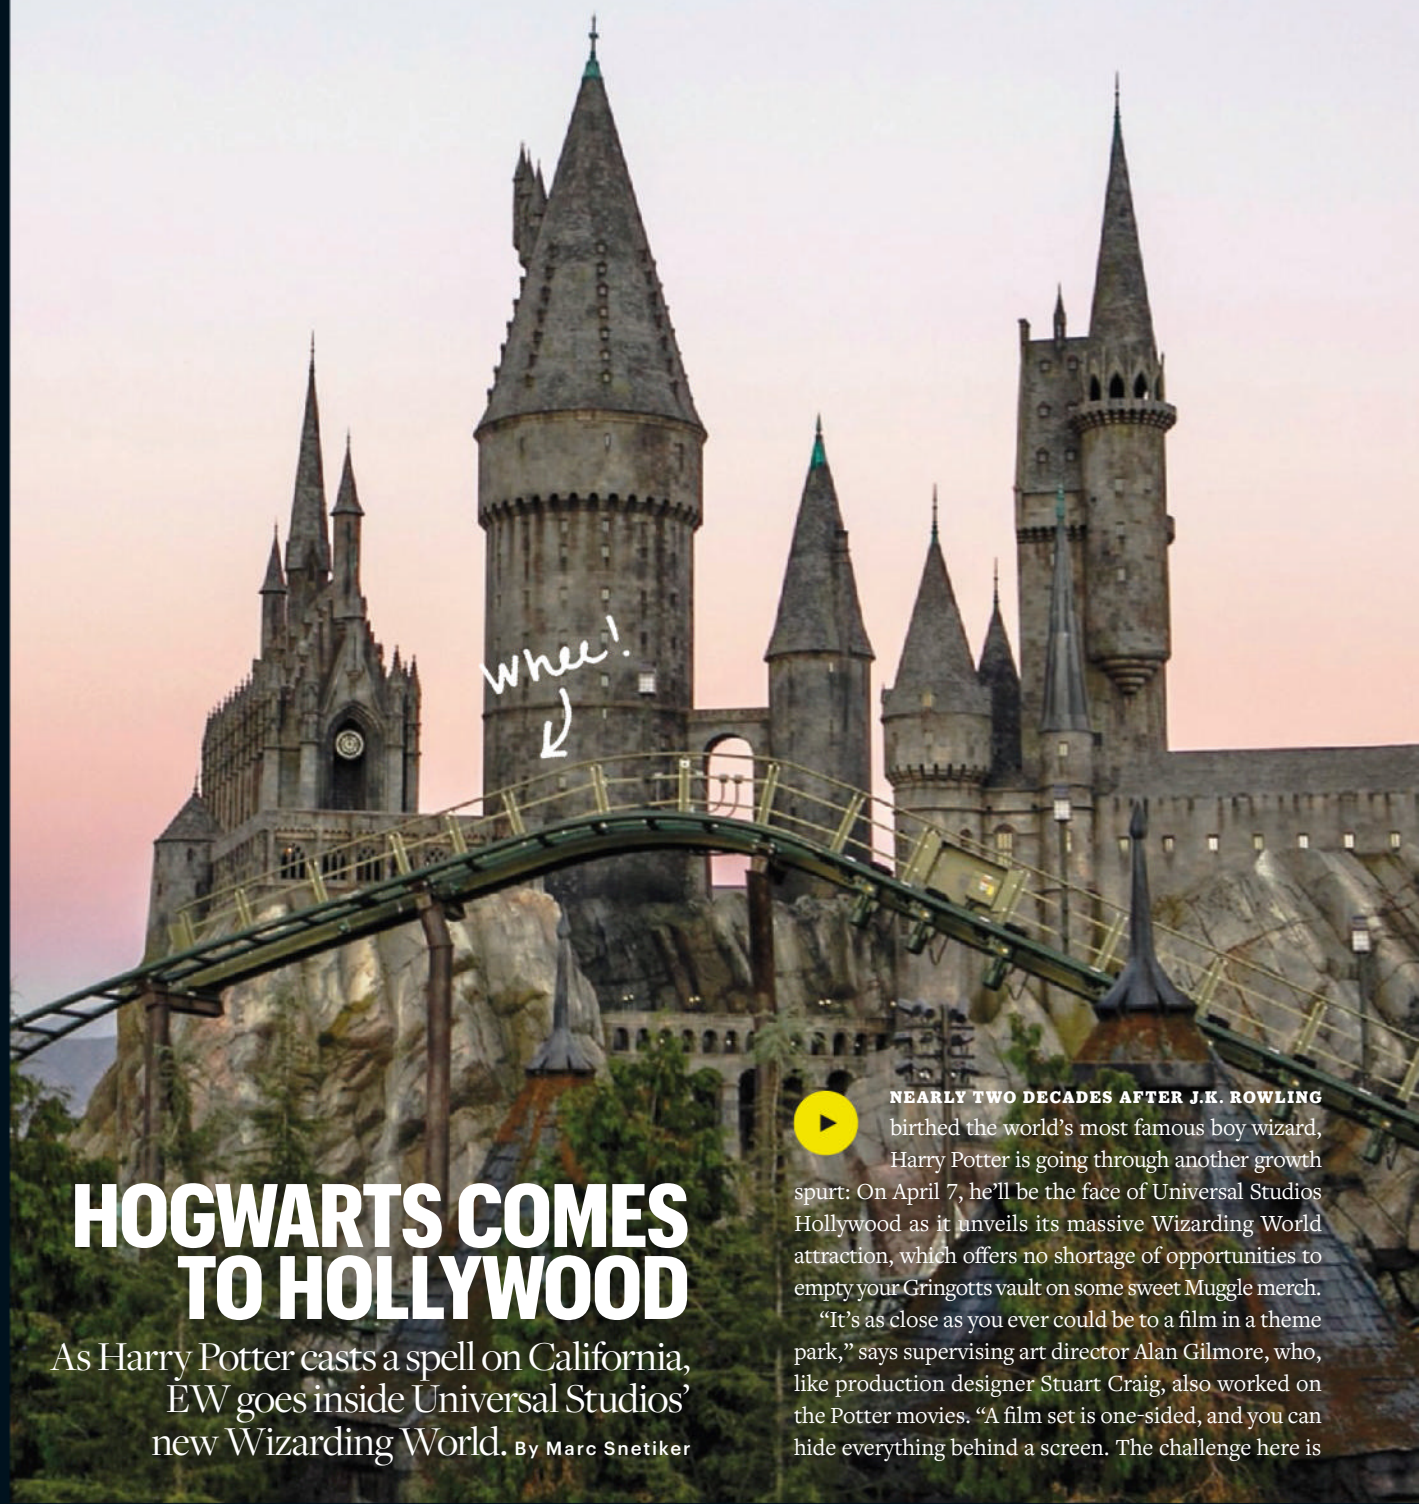 whee!
HOGWARTS COMES
TO HOLLYWOOD
As Harry Potter casts a spell on California,
EW goes inside Universal Studios’
new Wizarding World. By Marc Snetiker
NEARLY TWO DECADES AFTER J.K. ROWLING
birthed the world’s most famous boy wizard,
Harry Potter is going through another growth
spurt: On April 7, he’ll be the face of Universal Studios
Hollywood as it unveils its massive Wizarding World
attraction, which offers no shortage of opportunities to
empty your Gringotts vault on some sweet Muggle merch.
“It’s as close as you ever could be to a film in a theme
park,” says supervising art director Alan Gilmore, who,
like production designer Stuart Craig, also worked on
the Potter movies. “A film set is one-sided, and you can
hide everything behind a screen. The challenge here is